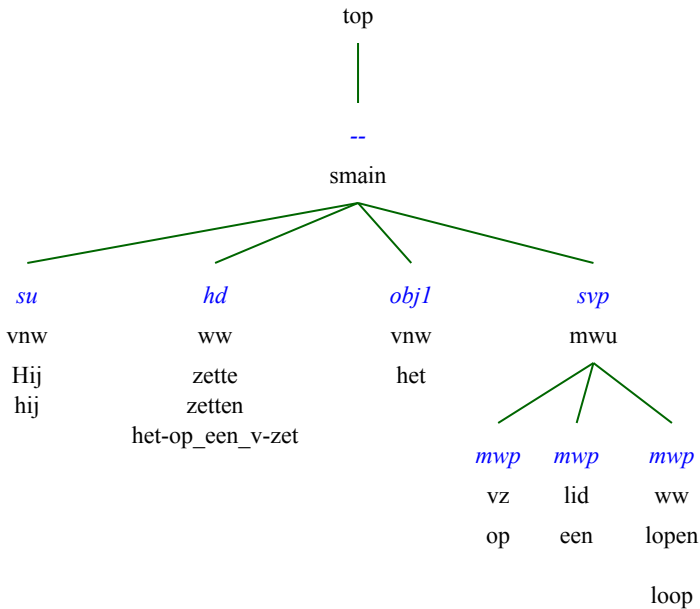 top
--
smain
su hd obj1 svp
vnw ww vnw mwu
Hij zette het
hij zetten
het-op_een_v-zet
mwp mwp mwp
vz lid ww
op een lopen
loop